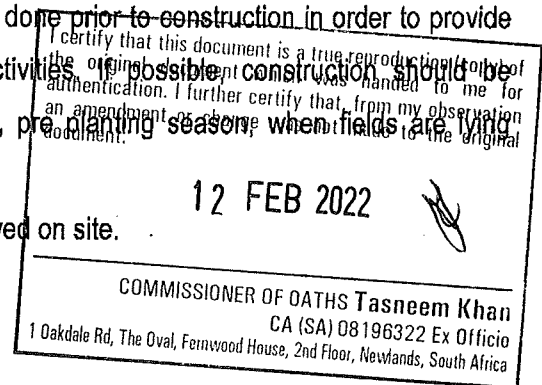 done prior to construction in order to provide
I certify that this document is a true reproduction/copy of
ctivities. If possible, construction should be
the original document which was handed to me for
authentication. I further certify that, from my observation
, pre planting season, when fields are lying
an amendment or change was not made to the original
document.
12 FEB 2022
ved on site.
COMMISSIONER OF OATHS Tasneem Khan
CA (SA) 08196322 Ex Officio
1 Oakdale Rd, The Oval, Fernwood House, 2nd Floor, Newlands, South Africa